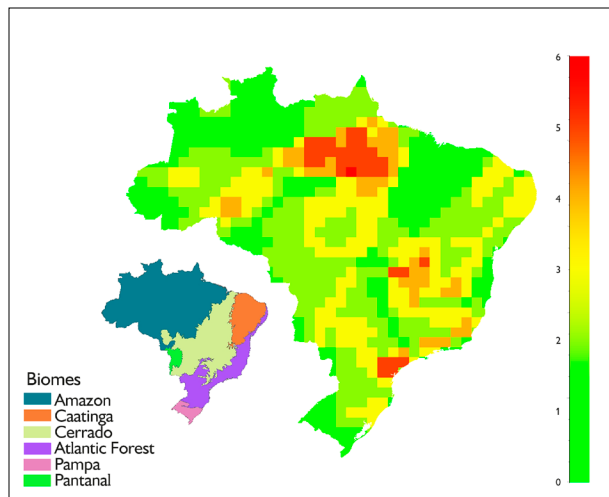 6
5
4
3
2
1
0
Biomes
Amazon
Caatinga
Cerrado
Atlantic Forest
Pampa
Pantanal